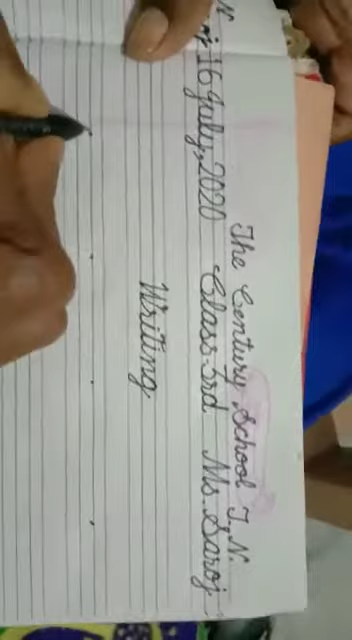 The Century School J.N.
16 July, 2020 Class-3rd Ms. Saroj
Writing